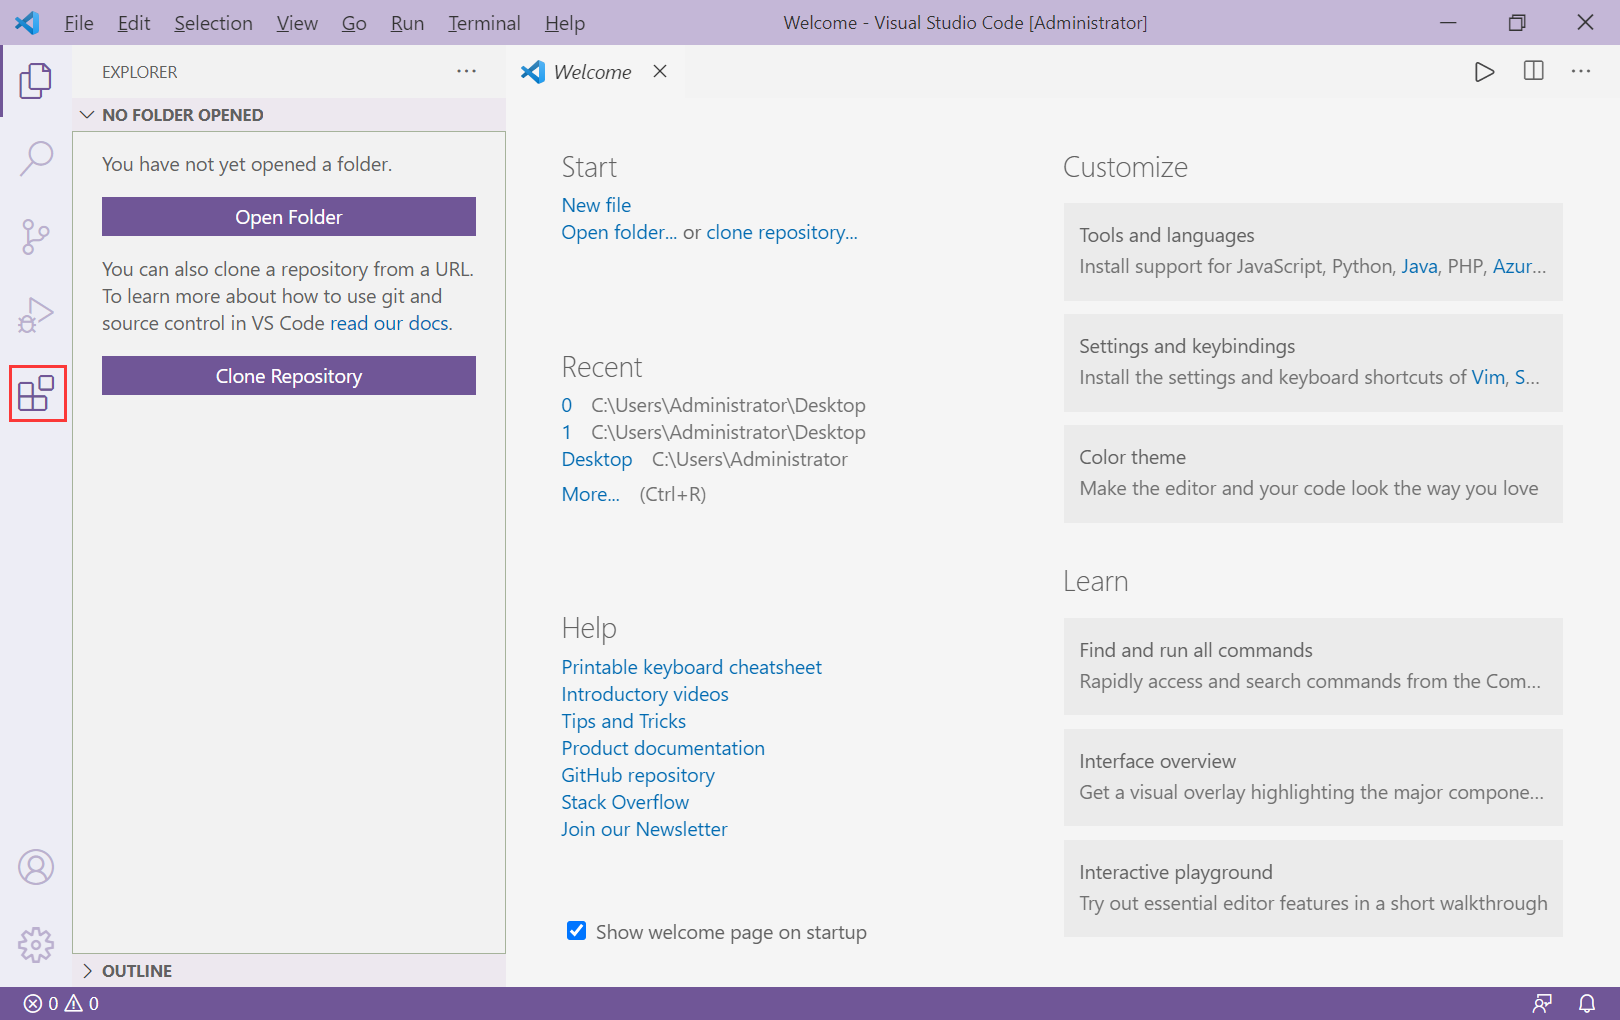 File Edit Selection View Go Run Terminal Help
Welcome - Visual Studio Code [Administrator]
EXPLORER
NO FOLDER OPENED
You have not yet opened a folder.
Open Folder
You can also clone a repository from a URL.
To learn more about how to use git and
source control in VS Code read our docs.
Clone Repository
OUTLINE
Welcome
Start
New file
Open folder... or clone repository...
Recent
0 C:\Users\Administrator\Desktop
1 C:\Users\Administrator\Desktop
Desktop C:\Users\Administrator
More... (Ctrl+R)
Help
Printable keyboard cheatsheet
Introductory videos
Tips and Tricks
Product documentation
GitHub repository
Stack Overflow
Join our Newsletter
Show welcome page on startup
Customize
Tools and languages
Install support for JavaScript, Python, Java, PHP, Azur...
Settings and keybindings
Install the settings and keyboard shortcuts of Vim, S...
Color theme
Make the editor and your code look the way you love
Learn
Find and run all commands
Rapidly access and search commands from the Com...
Interface overview
Get a visual overlay highlighting the major compone...
Interactive playground
Try out essential editor features in a short walkthrough
0 0